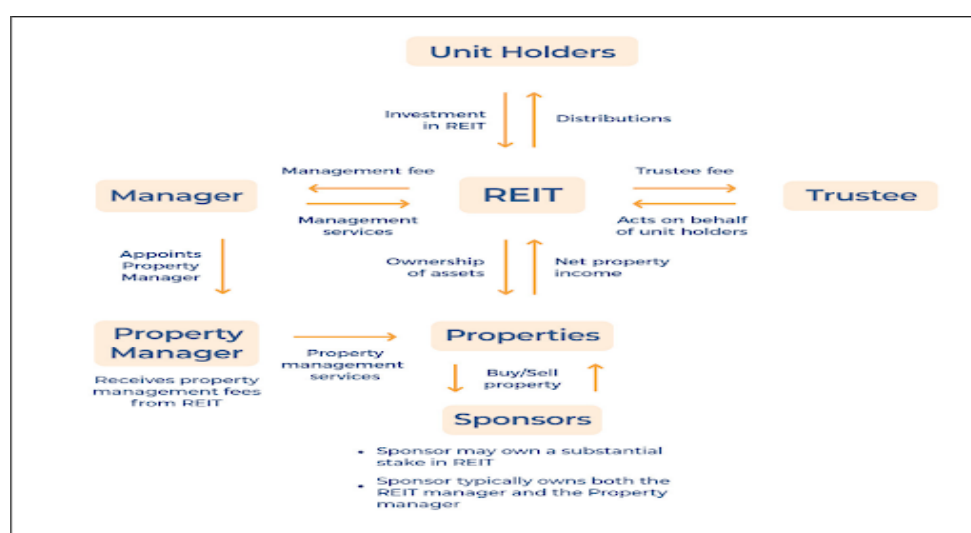 Unit Holders
Investment
in REIT
Distributions
Management fee
Trustee fee
Manager
REIT
Trustee
Management
services
Acts on behalf
of unit holders
Appoints
Property
Manager
Ownership
of assets
Net property
income
Property
Manager
Properties
Receives property
management fees
from REIT
Property
management
services
Buy/Sell
property
Sponsors
• Sponsor may own a substantial
stake in REIT
• Sponsor typically owns both the
REIT manager and the Property
manager